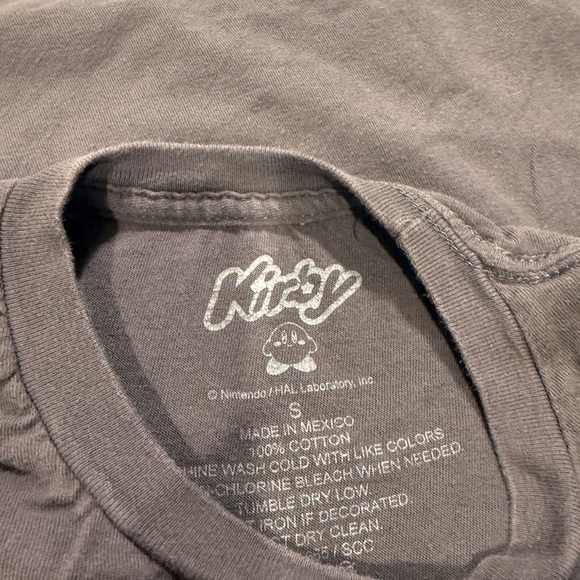 Kirby
© Nintendo / HAL Laboratory, Inc.
S
MADE IN MEXICO
100% COTTON
HINE WASH COLD WITH LIKE COLORS
-CHLORINE BLEACH WHEN NEEDED.
TUMBLE DRY LOW.
IRON IF DECORATED.
DRY CLEAN.
/ SCC